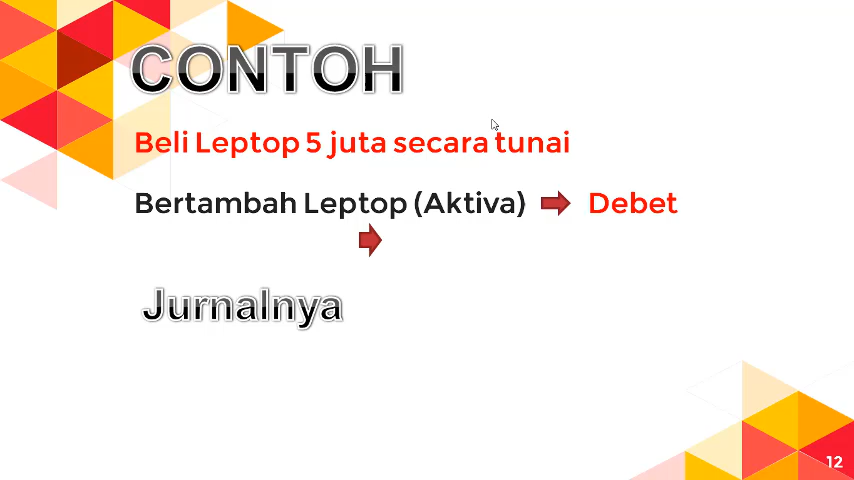 CONTOH
Beli Leptop 5 juta secara tunai
Bertambah Leptop (Aktiva) Debet
Jurnalnya
12